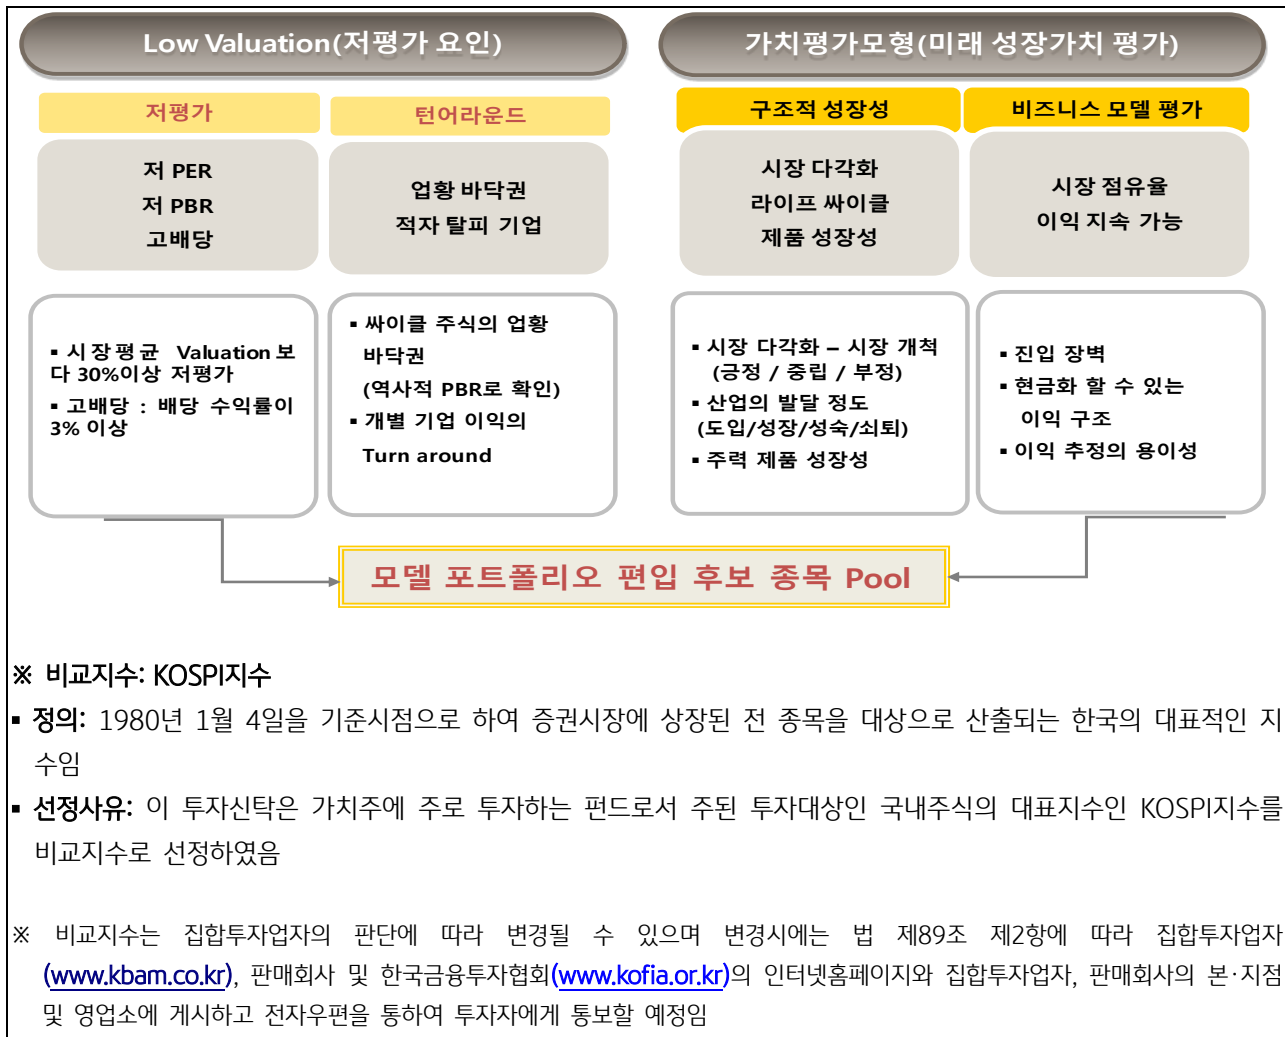 Low Valuation(저평가 요인)
저평가
턴어라운드
저 PER
저 PBR
고배당
업황 바닥권
적자 탈피 기업
▪ 시장평균 Valuation 보
다 30%이상 저평가
▪ 고배당 : 배당 수익률이
3% 이상
▪ 싸이클 주식의 업황
바닥권
(역사적 PBR로 확인)
▪ 개별 기업 이익의
Turn around
가치평가모형(미래 성장가치 평가)
구조적 성장성
비즈니스 모델 평가
시장 다각화
라이프 싸이클
제품 성장성
시장 점유율
이익 지속 가능
▪ 시장 다각화 – 시장 개척
(긍정 / 중립 / 부정)
▪ 산업의 발달 정도
(도입/성장/성숙/쇠퇴)
▪ 주력 제품 성장성
▪ 진입 장벽
▪ 현금화 할 수 있는
이익 구조
▪ 이익 추정의 용이성
모델 포트폴리오 편입 후보 종목 Pool
※ 비교지수: KOSPI지수
▪ 정의: 1980년 1월 4일을 기준시점으로 하여 증권시장에 상장된 전 종목을 대상으로 산출되는 한국의 대표적인 지
수임
▪ 선정사유: 이 투자신탁은 가치주에 주로 투자하는 펀드로서 주된 투자대상인 국내주식의 대표지수인 KOSPI지수를
비교지수로 선정하였음
※ 비교지수는 집합투자업자의 판단에 따라 변경될 수 있으며 변경시에는 법 제89조 제2항에 따라 집합투자업자
(www.kbam.co.kr), 판매회사 및 한국금융투자협회(www.kofia.or.kr)의 인터넷홈페이지와 집합투자업자, 판매회사의 본·지점
및 영업소에 게시하고 전자우편을 통하여 투자자에게 통보할 예정임